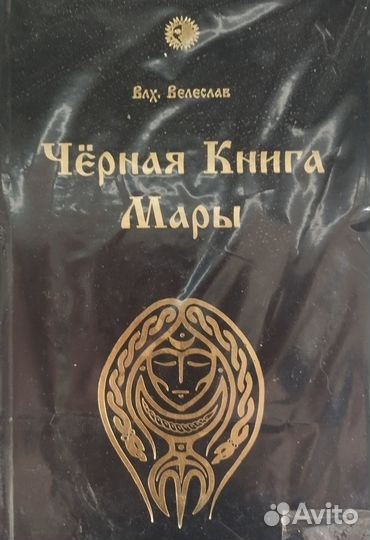 Влх. Велеслав
Чёрная Книга
Мары
Avito